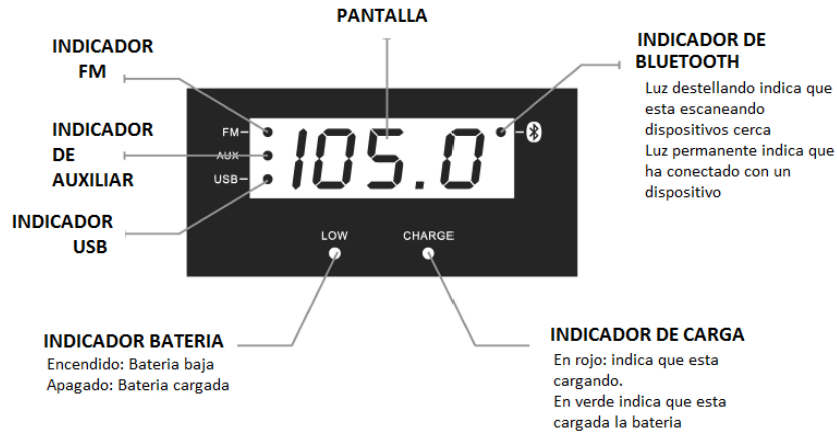 PANTALLA
INDICADOR
FM
INDICADOR DE
BLUETOOTH
Luz destellando indica que
esta escaneando
dispositivos cerca
Luz permanente indica que
ha conectado con un
dispositivo
INDICADOR
DE
AUXILIAR
INDICADOR
USB
FM
AUX
USB
105.0
LOW
CHARGE
INDICADOR BATERIA
Encendido: Bateria baja
Apagado: Bateria cargada
INDICADOR DE CARGA
En rojo: indica que esta
cargando.
En verde indica que esta
cargada la bateria